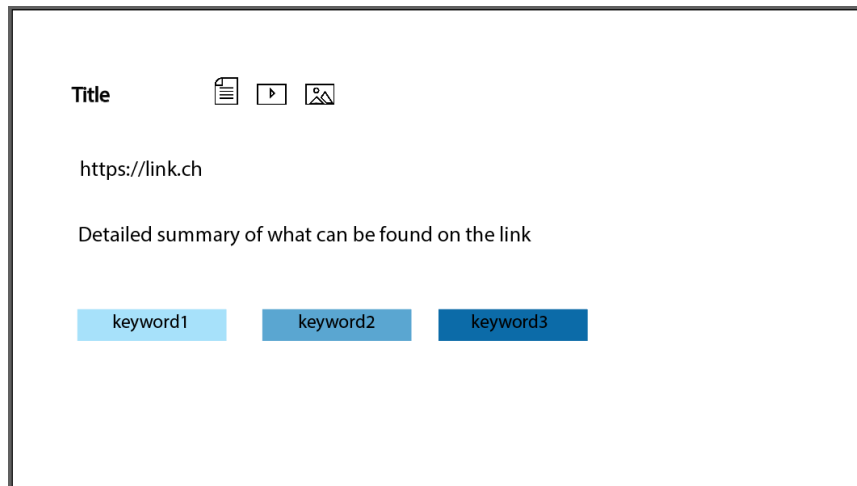 Title
https://link.ch
Detailed summary of what can be found on the link
keyword1 keyword2 keyword3